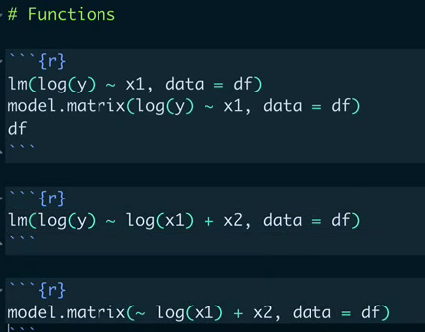 # Functions
```{r}
lm(log(y) ~ x1, data = df)
model.matrix(log(y) ~ x1, data = df)
df
```
```{r}
lm(log(y) ~ log(x1) + x2, data = df)
```
```{r}
model.matrix(~ log(x1) + x2, data = df)
```